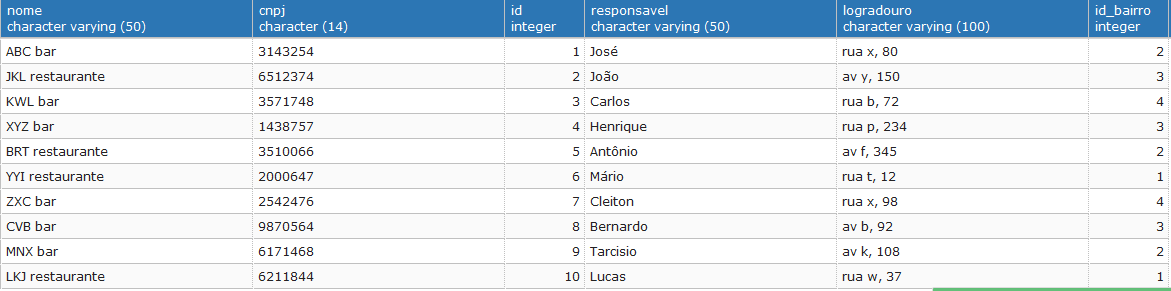 nome cnpj id responsavel logradouro id_bairro
character varying (50) character (14) integer character varying (50) character varying (100) integer
ABC bar 3143254 1 José rua x, 80 2
JKL restaurante 6512374 2 João av y, 150 3
KWL bar 3571748 3 Carlos rua b, 72 4
XYZ bar 1438757 4 Henrique rua p, 234 3
BRT restaurante 3510066 5 Antônio av f, 345 2
YYI restaurante 2000647 6 Mário rua t, 12 1
ZXC bar 2542476 7 Cleiton rua x, 98 4
CVB bar 9870564 8 Bernardo av b, 92 3
MNX bar 6171468 9 Tarcisio av k, 108 2
LKJ restaurante 6211844 10 Lucas rua w, 37 1